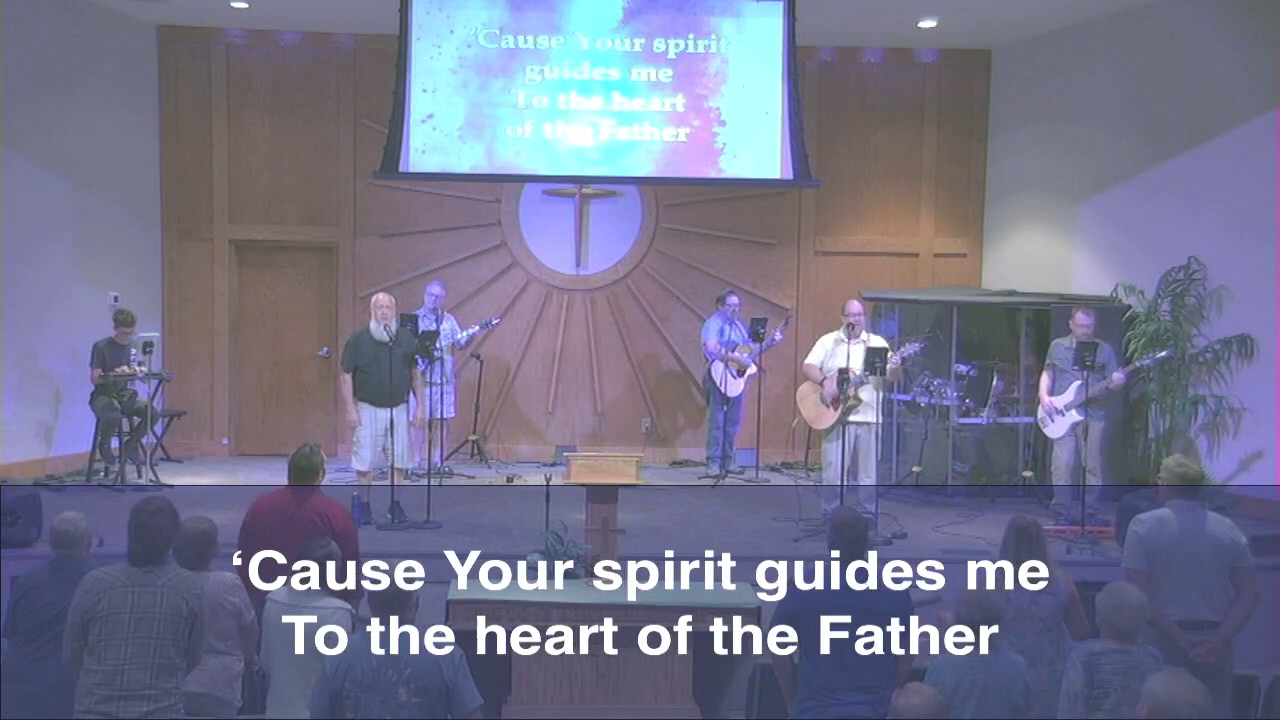 "Cause Your spirit
guides me
To the heart
of the Father
‘Cause Your spirit guides me
To the heart of the Father